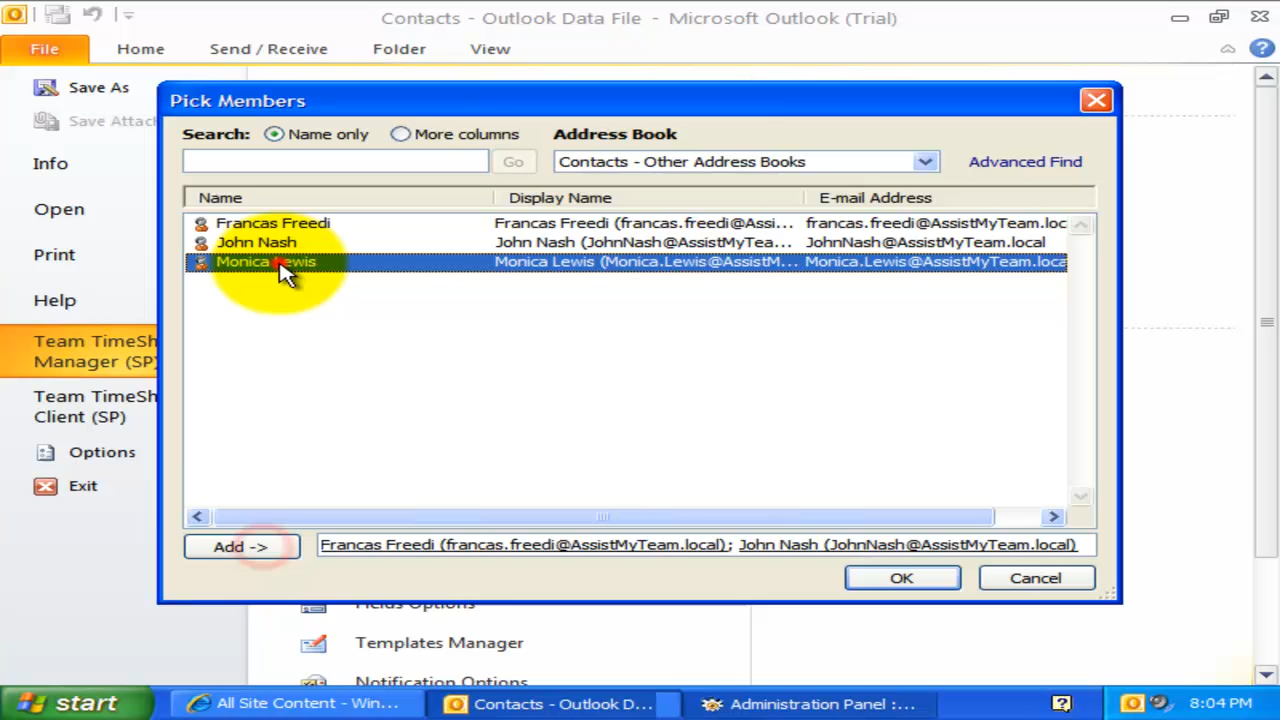 Contacts - Outlook Data File - Microsoft Outlook (Trial)
File Home Send / Receive Folder View
Save As
Save Attac
Info
Open
Print
Help
Team TimeSh
Manager (SP)
Team TimeSh
Client (SP)
Options
Exit
Pick Members
Search: Name only More columns Address Book
Go Contacts - Other Address Books Advanced Find
Name Display Name E-mail Address
Francas Freedi Francas Freedi (francas.freedi@Assi... francas.freedi@AssistMyTeam.loc
John Nash John Nash (JohnNash@AssistMyTea... JohnNash@AssistMyTeam.local
Monica Lewis Monica Lewis (Monica.Lewis@AssistM... Monica.Lewis@AssistMyTeam.loca
Add -> Francas Freedi (francas.freedi@AssistMyTeam.local); John Nash (JohnNash@AssistMyTeam.local)
OK Cancel
Fields Options
Templates Manager
Notification Options
start All Site Content - Win... Contacts - Outlook D... Administration Panel :... 8:04 PM